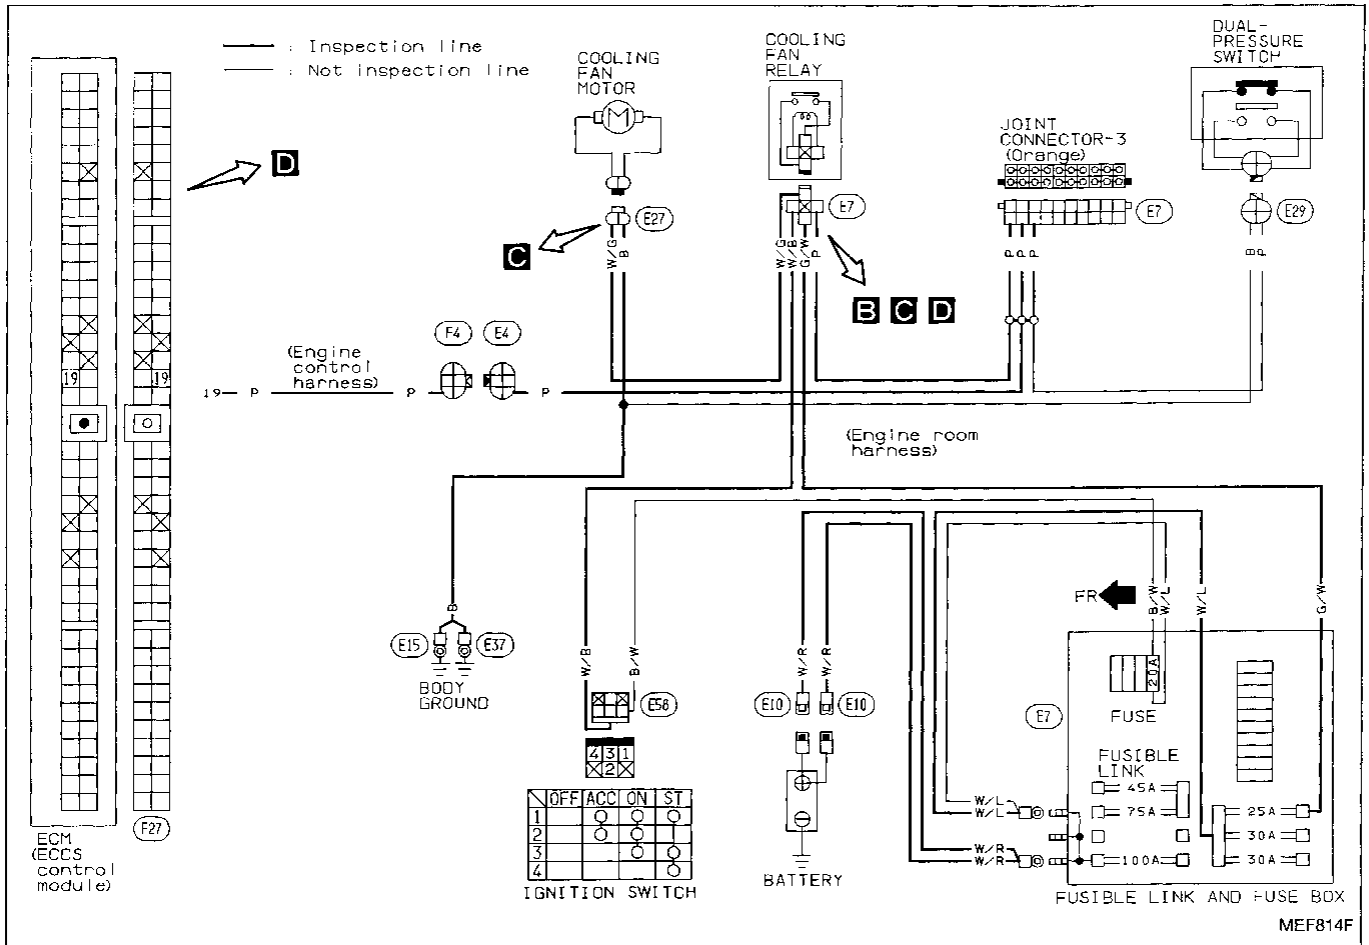 : Inspection line
: Not inspection line
COOLING
FAN
MOTOR
M
COOLING
FAN
RELAY
DUAL-
PRESSURE
SWITCH
JOINT
CONNECTOR-3
(Orange)
D
E27
E7
E7
E29
C
W/G
B
W/G
W/B
G/W
P
P
P
P
B
P
B C D
F4
E4
(Engine
control
harness)
19
19
19
P
P
P
(Engine room
harness)
FR
B/W
W/L
W/L
G/W
B
W/B
B/W
W/R
W/R
E15
E37
BODY
GROUND
E58
E10
E10
E7
20A
FUSE
4 3 1
2
FUSIBLE
LINK
45A
75A
100A
25A
30A
30A
W/L
W/L
W/R
W/R
OFF ACC ON ST
1
2
3
4
IGNITION SWITCH
BATTERY
FUSIBLE LINK AND FUSE BOX
F27
ECM
(ECCS
control
module)
MEF814F